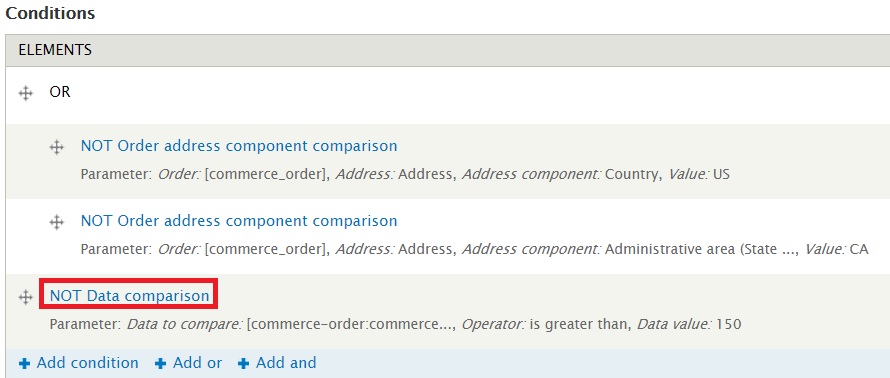 Conditions
ELEMENTS
OR
NOT Order address component comparison
Parameter: Order: [commerce_order], Address: Address, Address component: Country, Value: US
NOT Order address component comparison
Parameter: Order: [commerce_order], Address: Address, Address component: Administrative area (State ..., Value: CA
NOT Data comparison
Parameter: Data to compare: [commerce-order:commerce..., Operator: is greater than, Data value: 150
Add condition Add or Add and